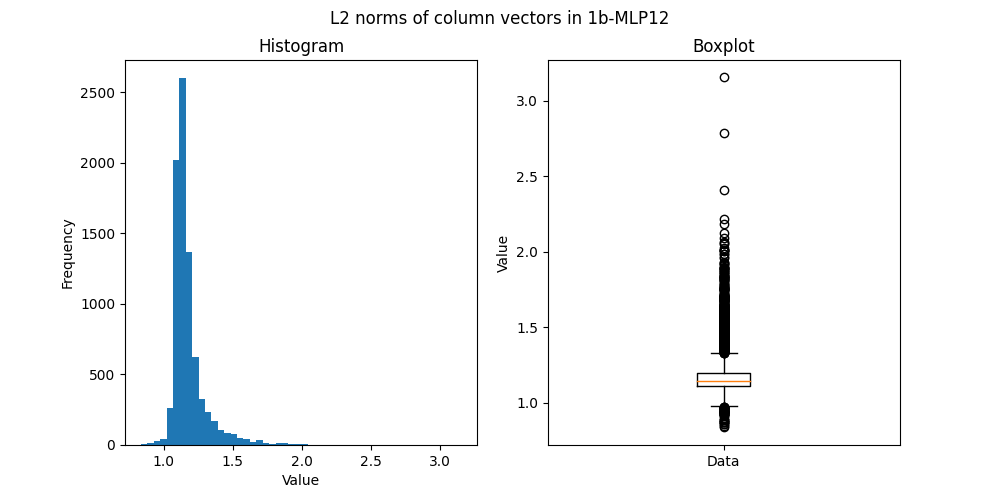 L2 norms of column vectors in 1b-MLP12
Histogram
Frequency
2500
2000
1500
1000
500
0
1.0 1.5 2.0 2.5 3.0
Value
Boxplot
Value
3.0
2.5
2.0
1.5
1.0
Data